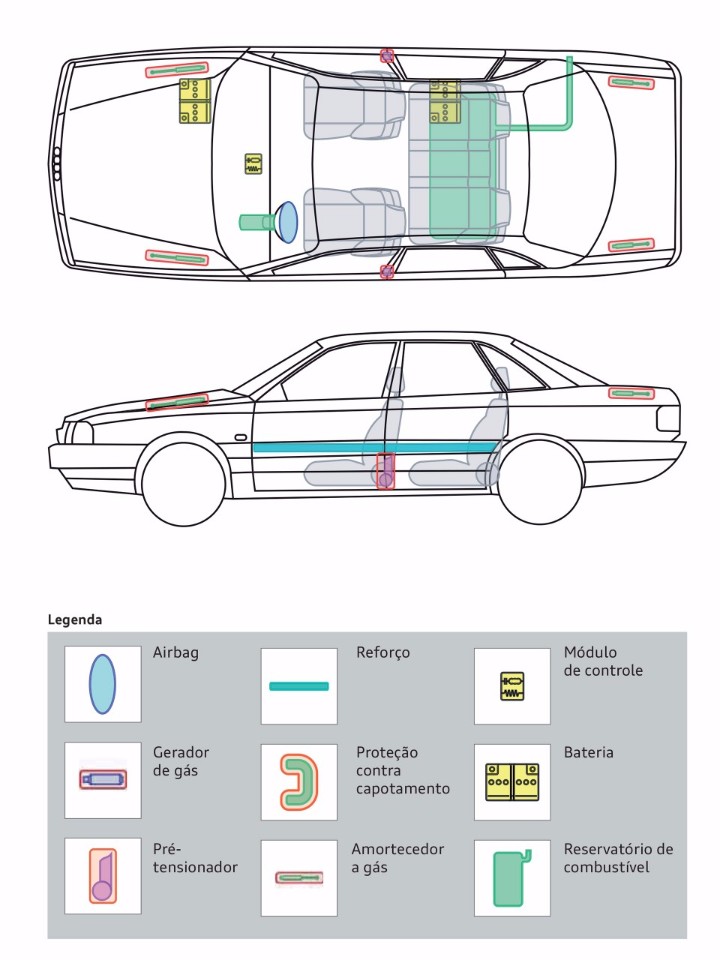 Legenda
Airbag
Reforço
Módulo
de controle
Gerador
de gás
Proteção
contra
capotamento
Bateria
Pré-
tensionador
Amortecedor
a gás
Reservatório de
combustível